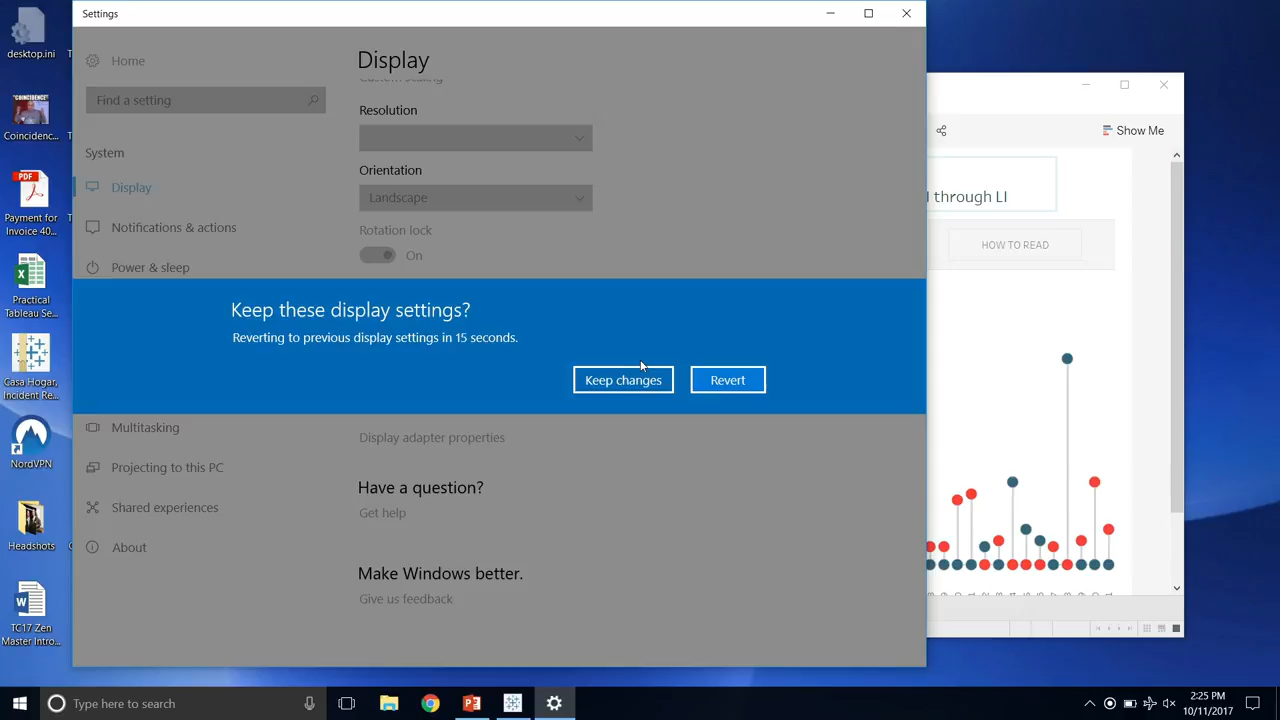 Settings
desktop.ini
Coincidenc...
Payment for
Invoice 40...
Practical
Tableau Se...
Casa Hogar,
Incident Re...
NordVPN
Headshots
TC17 Zen
Master Intro...
Home
Find a setting
System
Display
Notifications & actions
Power & sleep
Multitasking
Projecting to this PC
Shared experiences
About
Display
Custom scaling
Resolution
Orientation
Landscape
Rotation lock
On
Keep these display settings?
Reverting to previous display settings in 15 seconds.
Keep changes
Revert
Display adapter properties
Have a question?
Get help
Make Windows better.
Give us feedback
Show Me
through LI
HOW TO READ
Type here to search
2:25 PM
10/11/2017